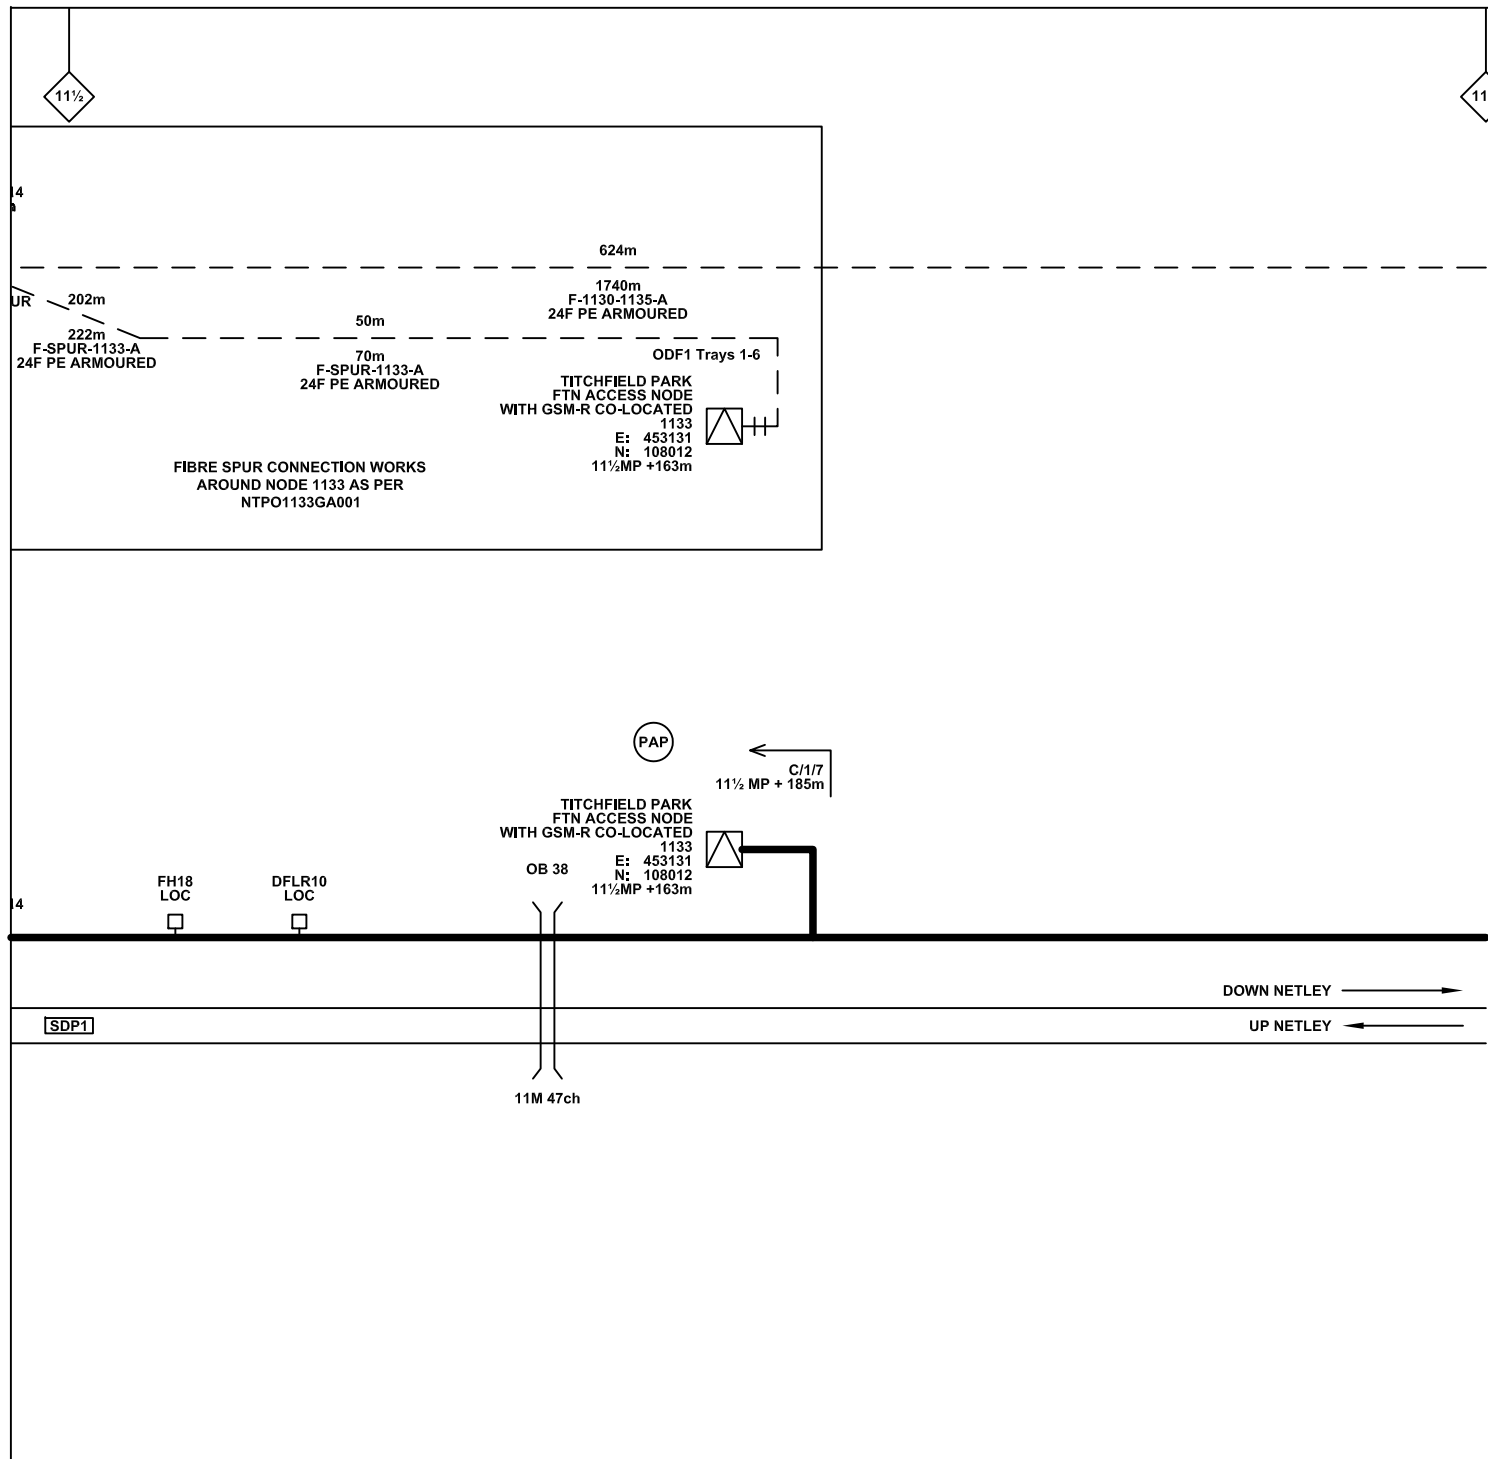 11½
11
14
624m
UR
202m
1740m
F-1130-1135-A
24F PE ARMOURED
222m
F-SPUR-1133-A
24F PE ARMOURED
50m
70m
F-SPUR-1133-A
24F PE ARMOURED
ODF1 Trays 1-6
TITCHFIELD PARK
FTN ACCESS NODE
WITH GSM-R CO-LOCATED
1133
E: 453131
N: 108012
11½MP +163m
FIBRE SPUR CONNECTION WORKS
AROUND NODE 1133 AS PER
NTPO1133GA001
PAP
C/1/7
11½ MP + 185m
TITCHFIELD PARK
FTN ACCESS NODE
WITH GSM-R CO-LOCATED
1133
E: 453131
N: 108012
11½MP +163m
OB 38
FH18
LOC
DFLR10
LOC
14
DOWN NETLEY
SDP1
UP NETLEY
11M 47ch